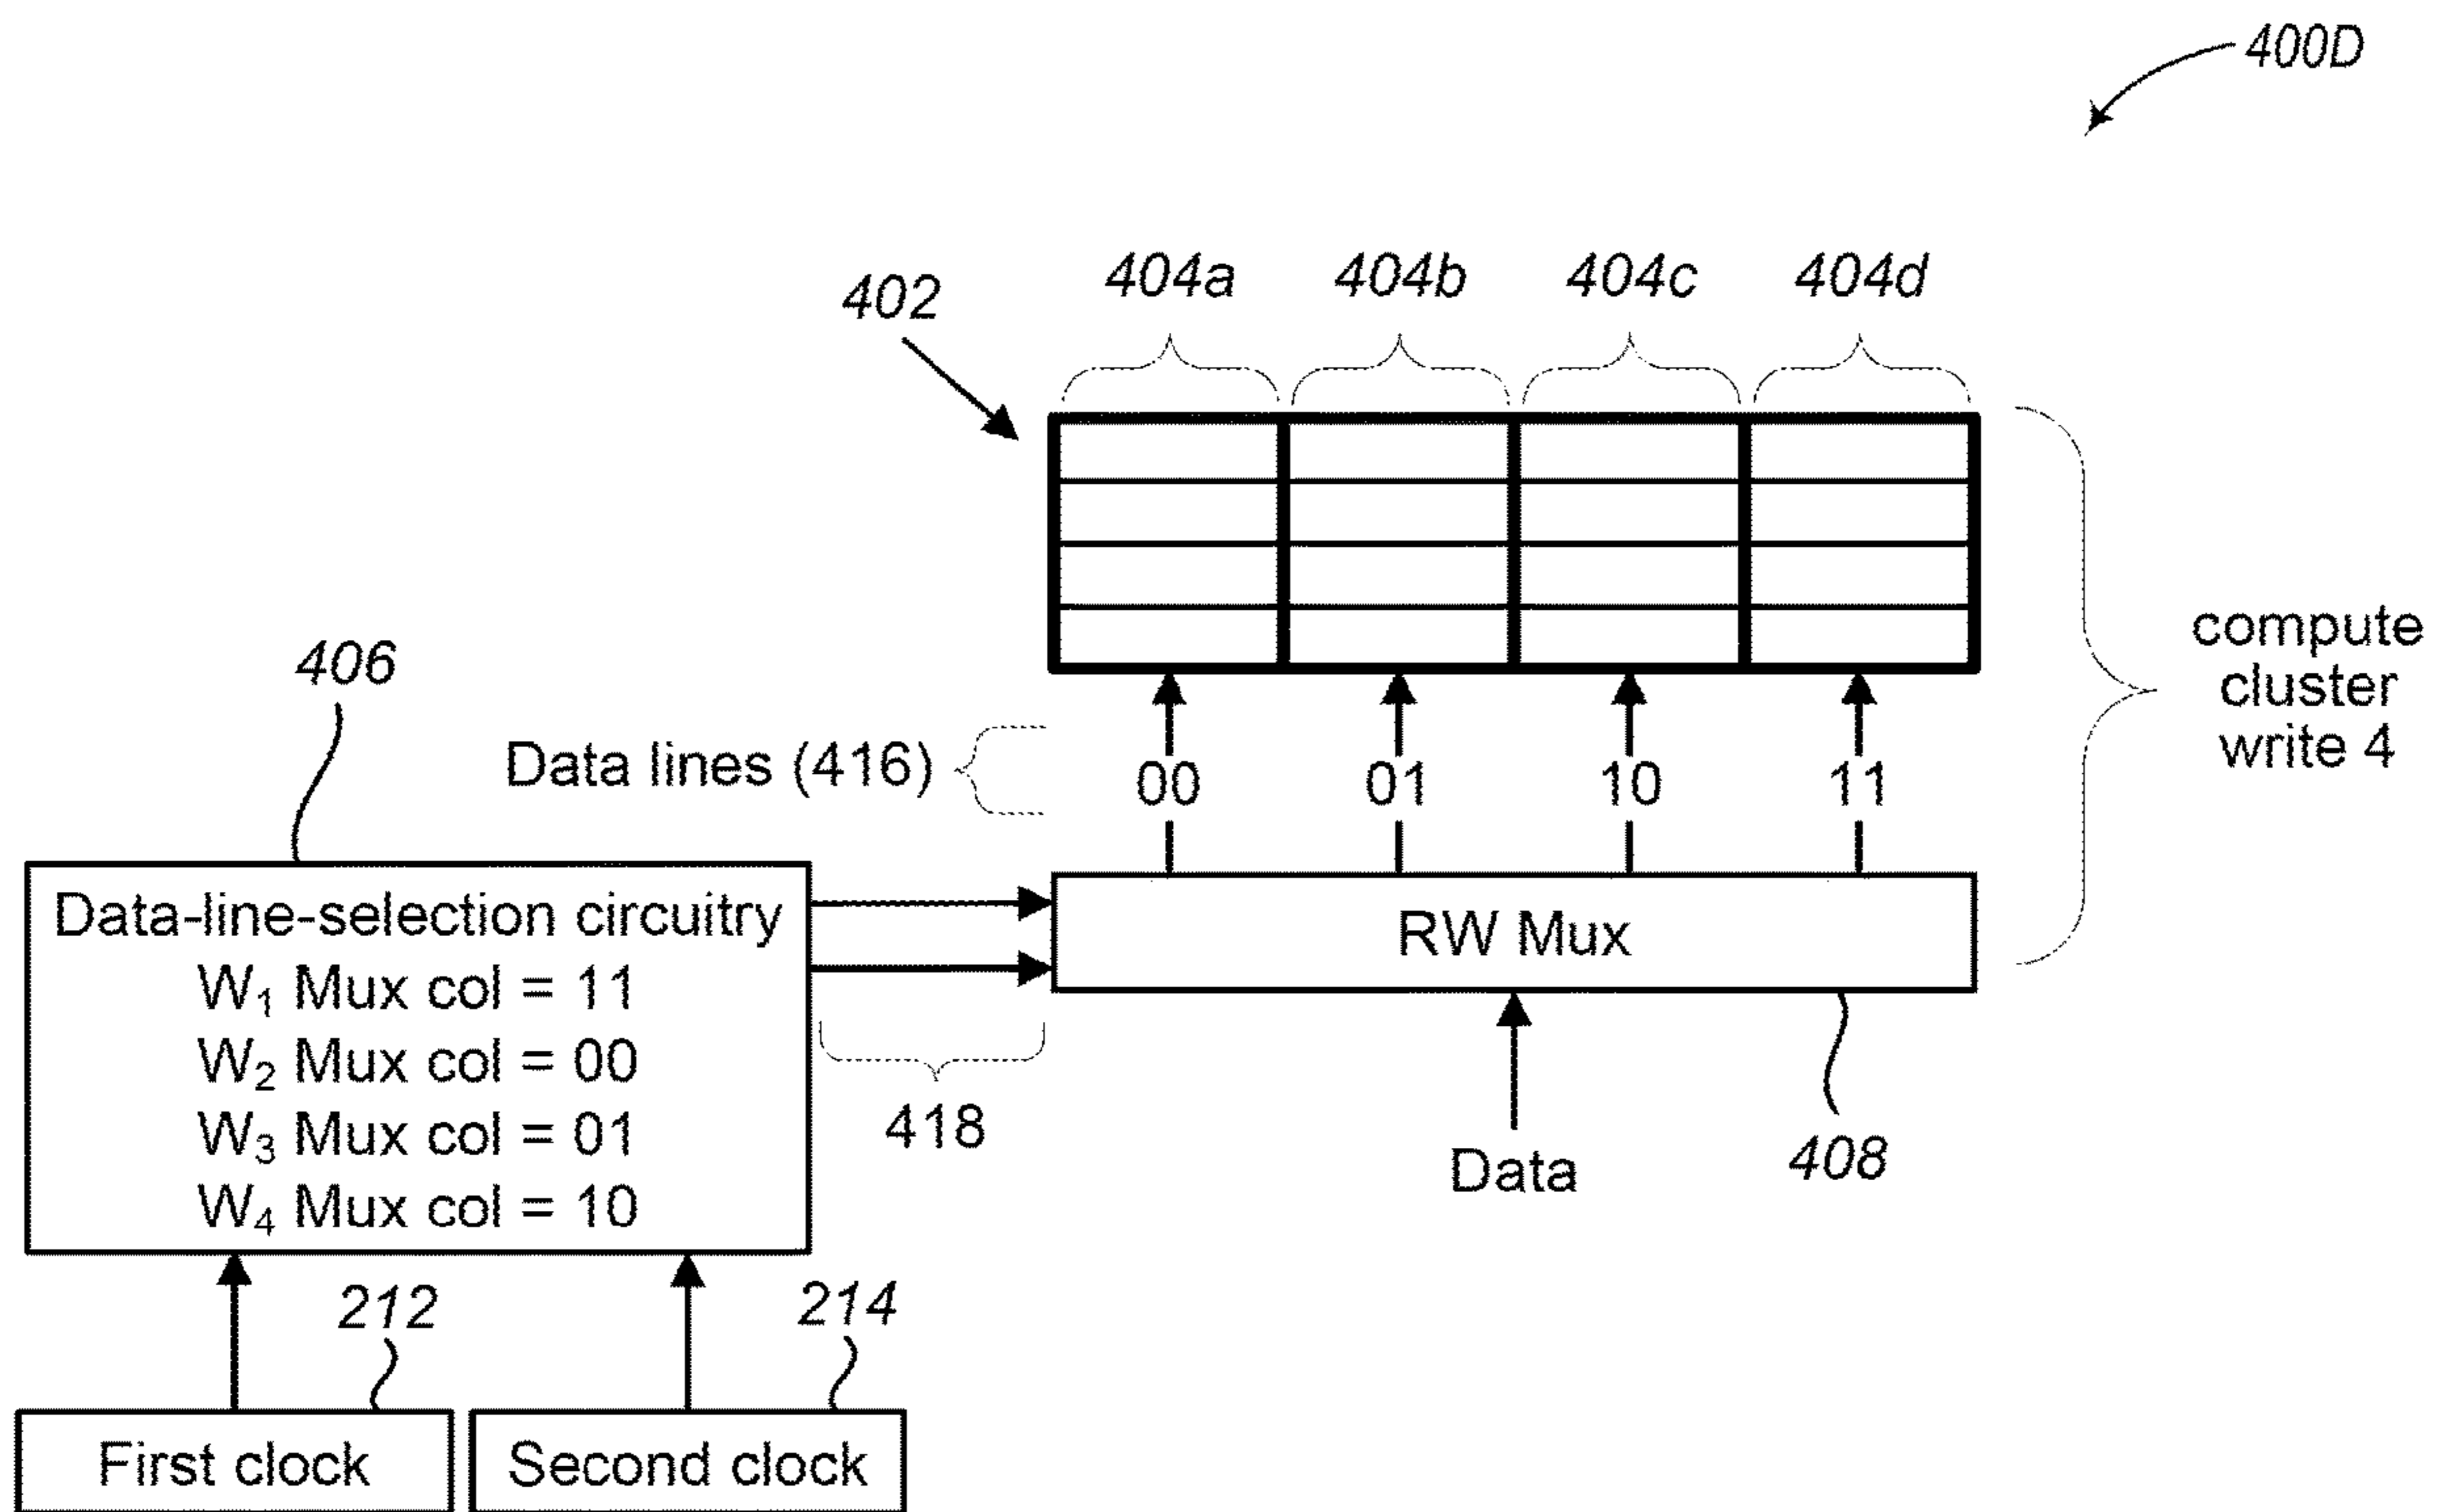 400D
404a 404b 404c 404d
402
compute
cluster
write 4
406
Data lines (416)
00 01 10 11
Data-line-selection circuitry
W₁ Mux col = 11
W₂ Mux col = 00
W₃ Mux col = 01
W₄ Mux col = 10
RW Mux
418
Data
408
212
214
First clock
Second clock